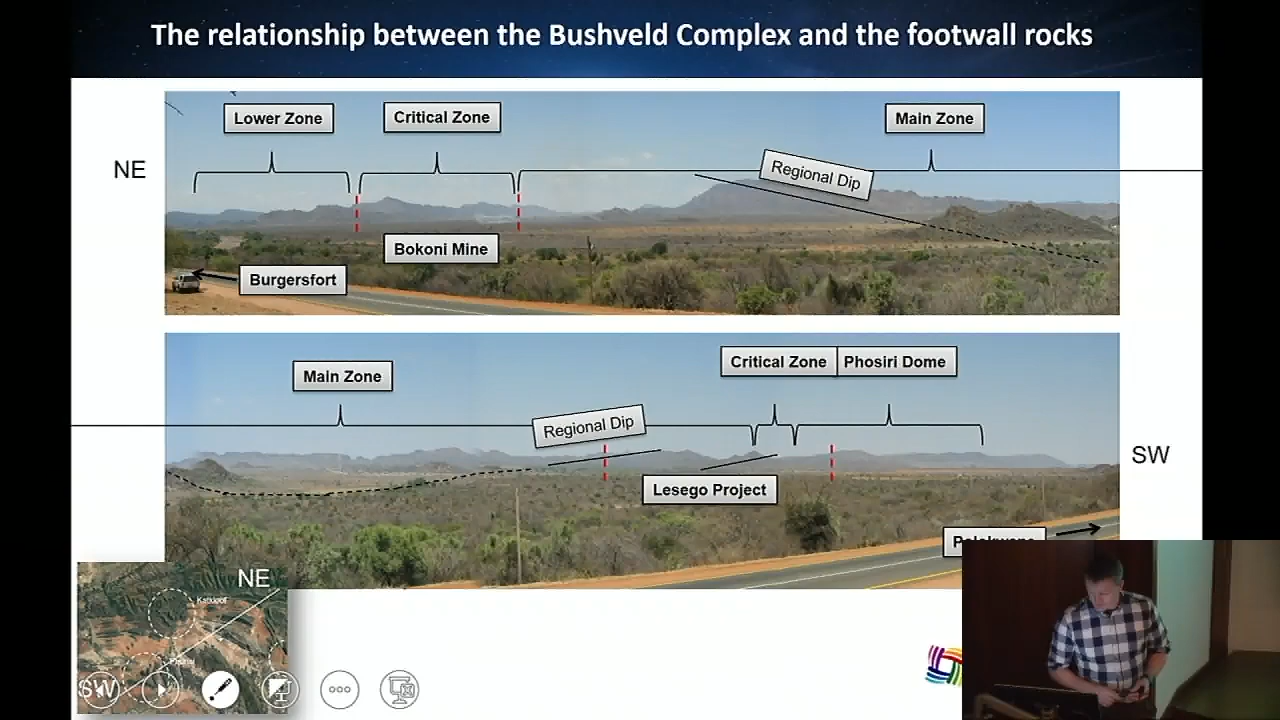 The relationship between the Bushveld Complex and the footwall rocks
Lower Zone
Critical Zone
Main Zone
NE
Regional Dip
Bokoni Mine
Burgersfort
Main Zone
Critical Zone
Phosiri Dome
Regional Dip
SW
Lesego Project
NE
SW